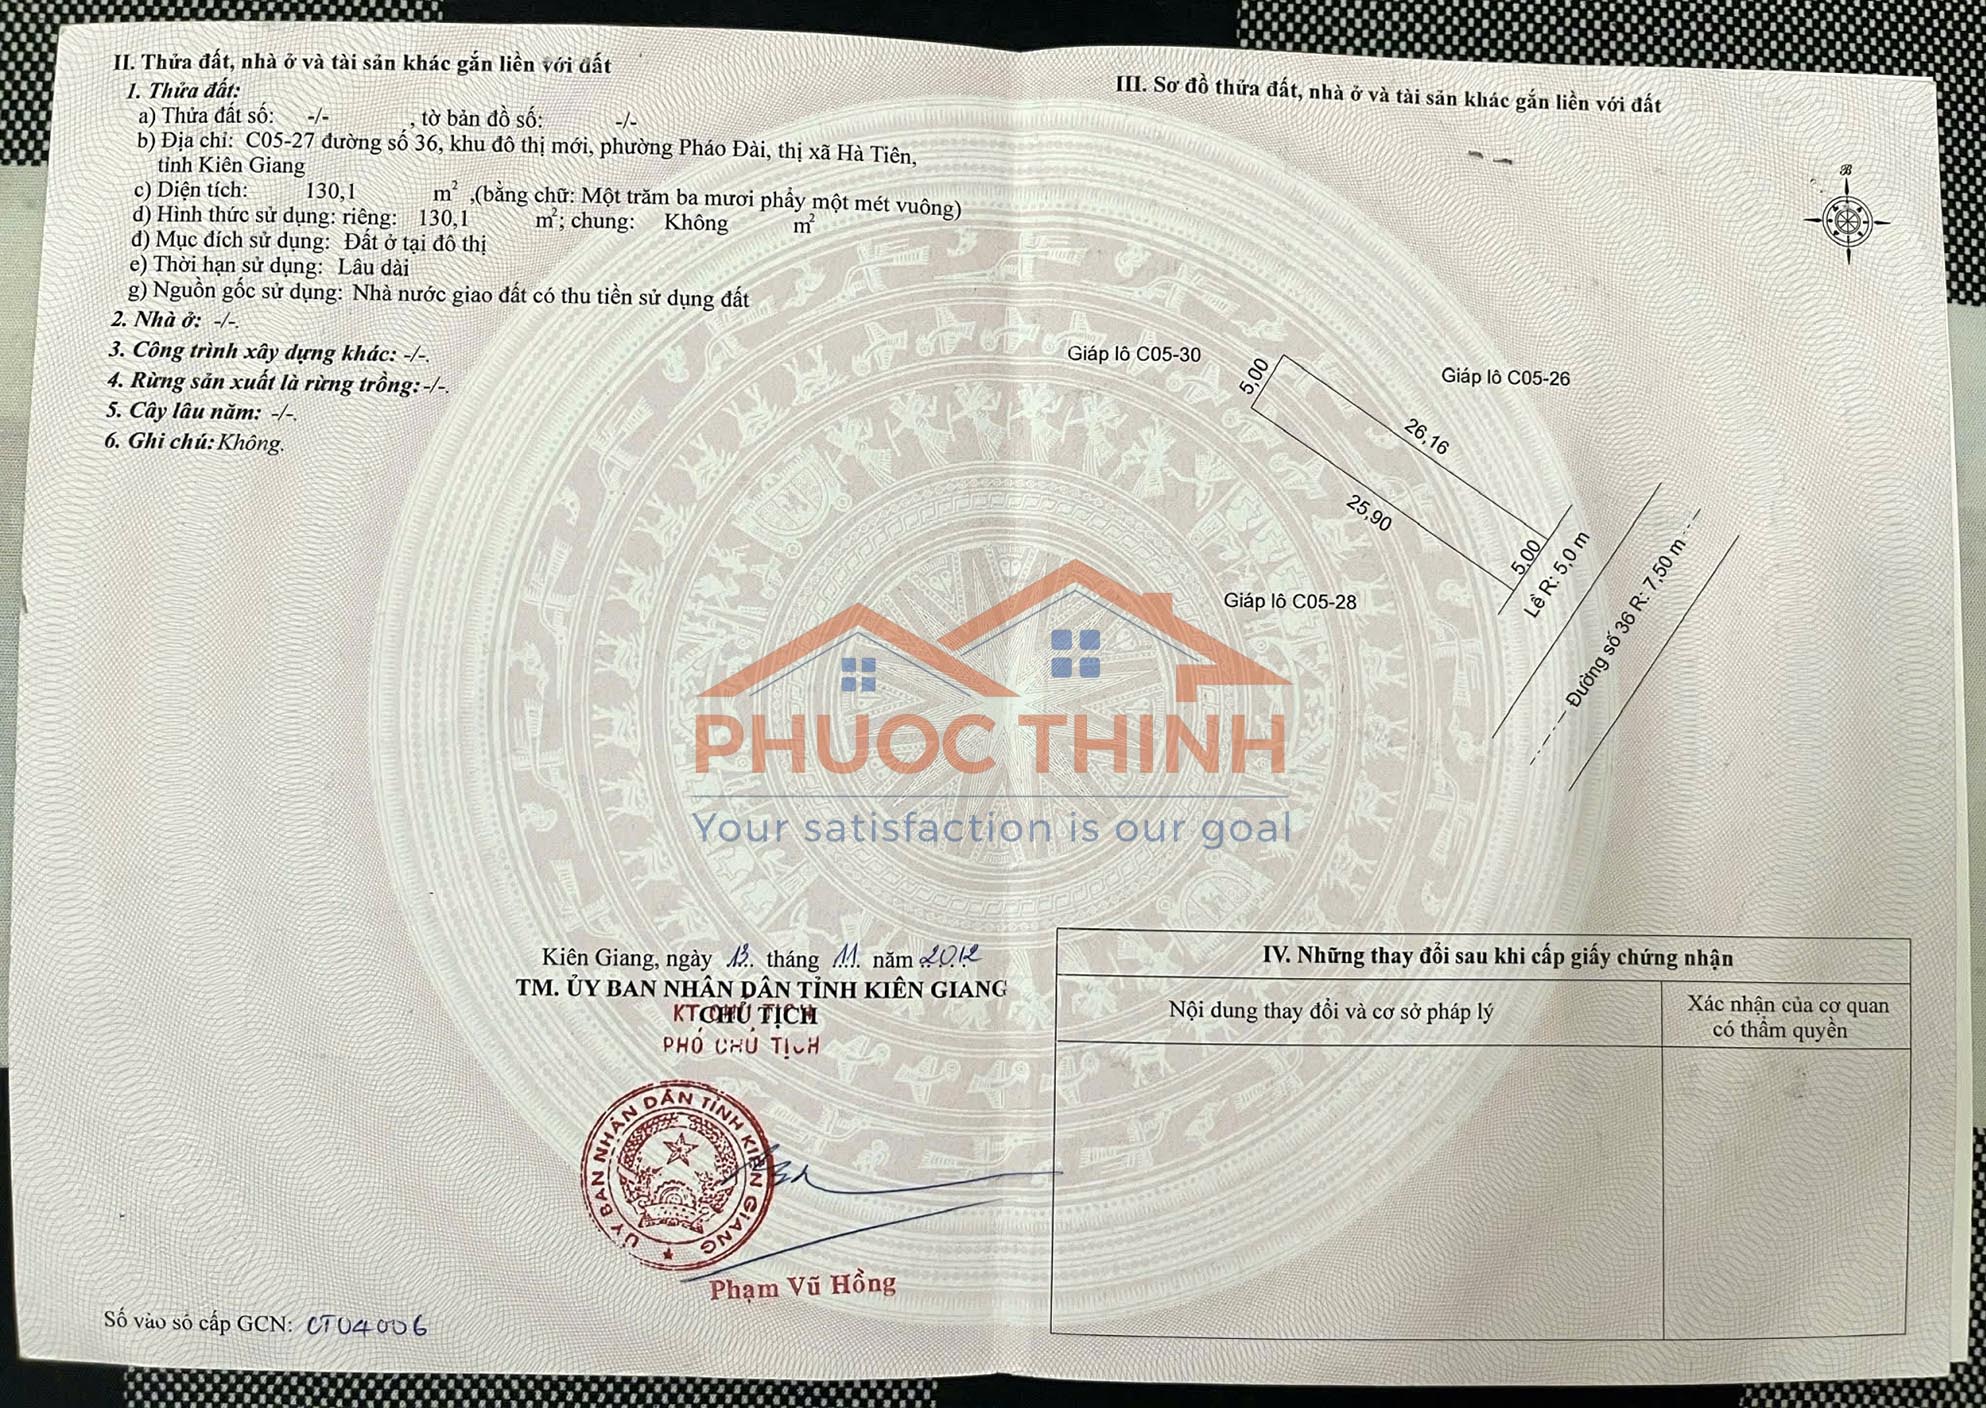 II. Thửa đất, nhà ở và tài sản khác gắn liền với đất
1. Thửa đất:
a) Thửa đất số: -/- , tờ bản đồ số: -/-
b) Địa chỉ: C05-27 đường số 36, khu đô thị mới, phường Pháo Đài, thị xã Hà Tiên,
tỉnh Kiên Giang
c) Diện tích: 130,1 m² ,(bằng chữ: Một trăm ba mươi phẩy một mét vuông)
d) Hình thức sử dụng: riêng: 130,1 m²; chung: Không m²
đ) Mục đích sử dụng: Đất ở tại đô thị
e) Thời hạn sử dụng: Lâu dài
g) Nguồn gốc sử dụng: Nhà nước giao đất có thu tiền sử dụng đất
2. Nhà ở: -/-.
3. Công trình xây dựng khác: -/-.
4. Rừng sản xuất là rừng trồng: -/-.
5. Cây lâu năm: -/-.
6. Ghi chú: Không.
Kiên Giang, ngày 13 tháng 11 năm 2012
TM. ỦY BAN NHÂN DÂN TỈNH KIÊN GIANG
CHỦ TỊCH
KT. CHỦ TỊCH
PHÓ CHỦ TỊCH
ỦY BAN NHÂN DÂN TỈNH KIÊN GIANG
Phạm Vũ Hồng
Số vào sổ cấp GCN: CT04006
III. Sơ đồ thửa đất, nhà ở và tài sản khác gắn liền với đất
B
Giáp lô C05-30
5,00
Giáp lô C05-26
26,16
25,90
5,00
Lề R: 5,0 m
Giáp lô C05-28
Đường số 36 R: 7,50 m
PHUOC THINH
Your satisfaction is our goal
IV. Những thay đổi sau khi cấp giấy chứng nhận
Nội dung thay đổi và cơ sở pháp lý
Xác nhận của cơ quan
có thẩm quyền